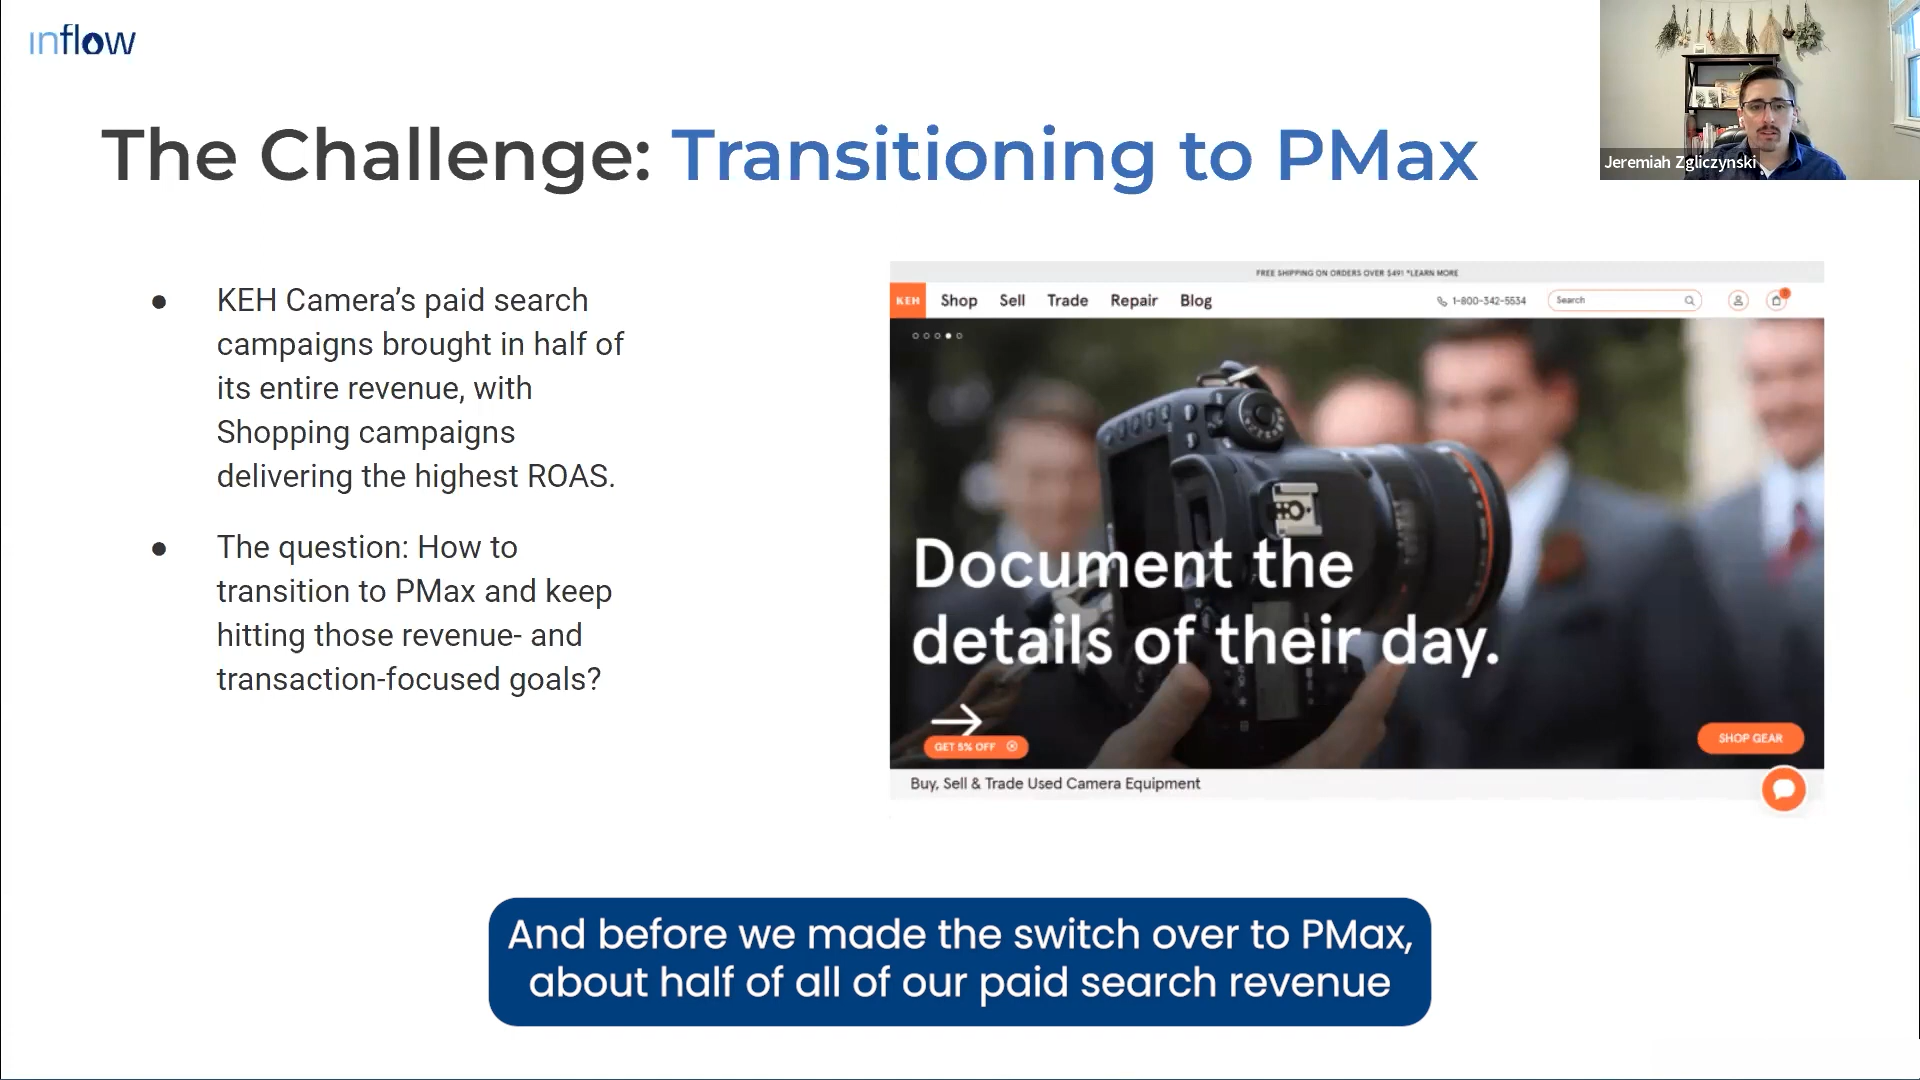 inflow
Jeremiah Zgliczynski
The Challenge: Transitioning to PMax
● KEH Camera’s paid search
campaigns brought in half of
its entire revenue, with
Shopping campaigns
delivering the highest ROAS.
● The question: How to
transition to PMax and keep
hitting those revenue- and
transaction-focused goals?
FREE SHIPPING ON ORDERS OVER $49! *LEARN MORE
KEH Shop Sell Trade Repair Blog 1-800-342-5534 Search
Document the
details of their day.
GET 5% OFF
SHOP GEAR
Buy, Sell & Trade Used Camera Equipment
And before we made the switch over to PMax,
about half of all of our paid search revenue